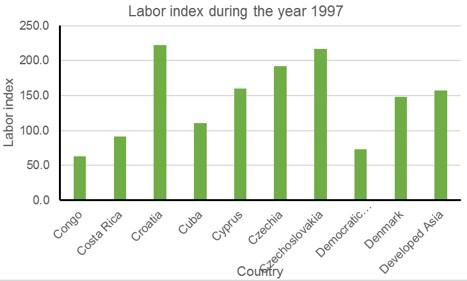 Labor index during the year 1997
250.0
200.0
150.0
100.0
50.0
0.0
Labor index
Congo
Costa Rica
Croatia
Cuba
Cyprus
Czechia
Czechoslovakia
Democratic...
Denmark
Developed Asia
Country